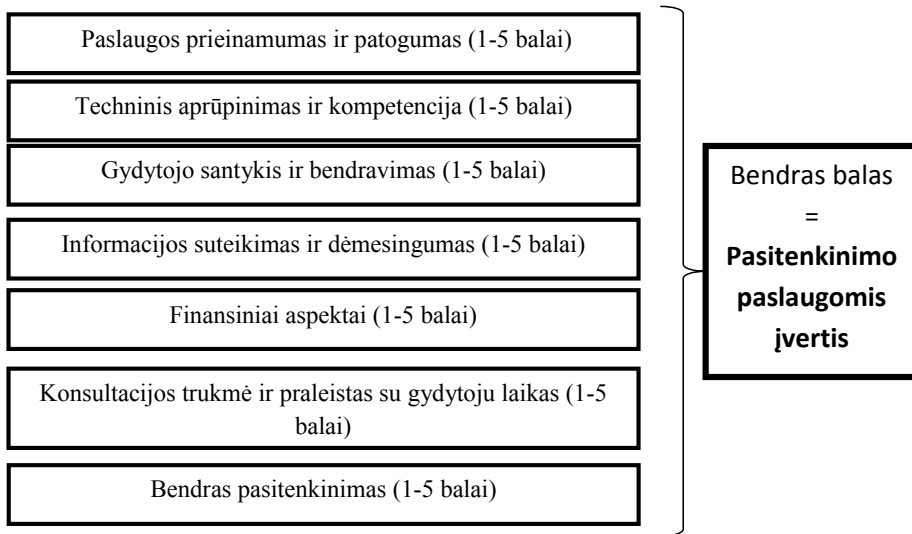 Paslaugos prieinamumas ir patogumas (1-5 balai)
Techninis aprūpinimas ir kompetencija (1-5 balai)
Gydytojo santykis ir bendravimas (1-5 balai)
Informacijos suteikimas ir dėmesingumas (1-5 balai)
Finansiniai aspektai (1-5 balai)
Konsultacijos trukmė ir praleistas su gydytoju laikas (1-5
balai)
Bendras pasitenkinimas (1-5 balai)
Bendras balas
=
Pasitenkinimo
paslaugomis
įvertis